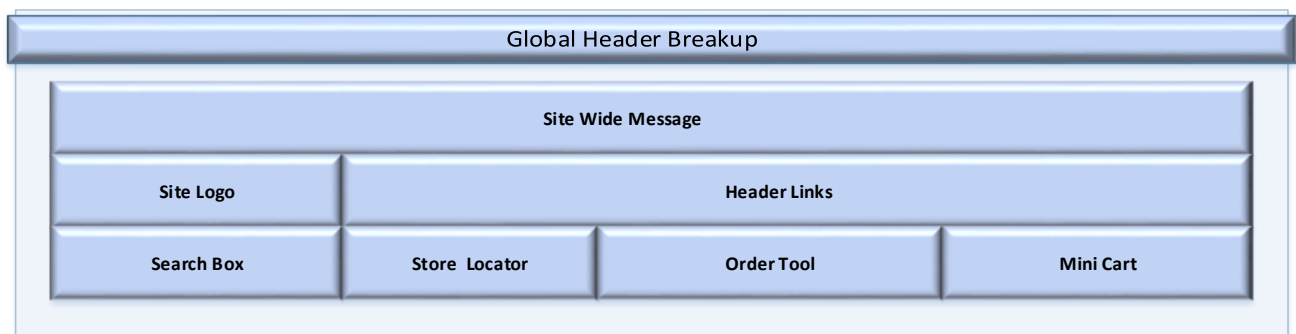 Global Header Breakup
Site Wide Message
Site Logo
Header Links
Search Box
Store Locator
Order Tool
Mini Cart